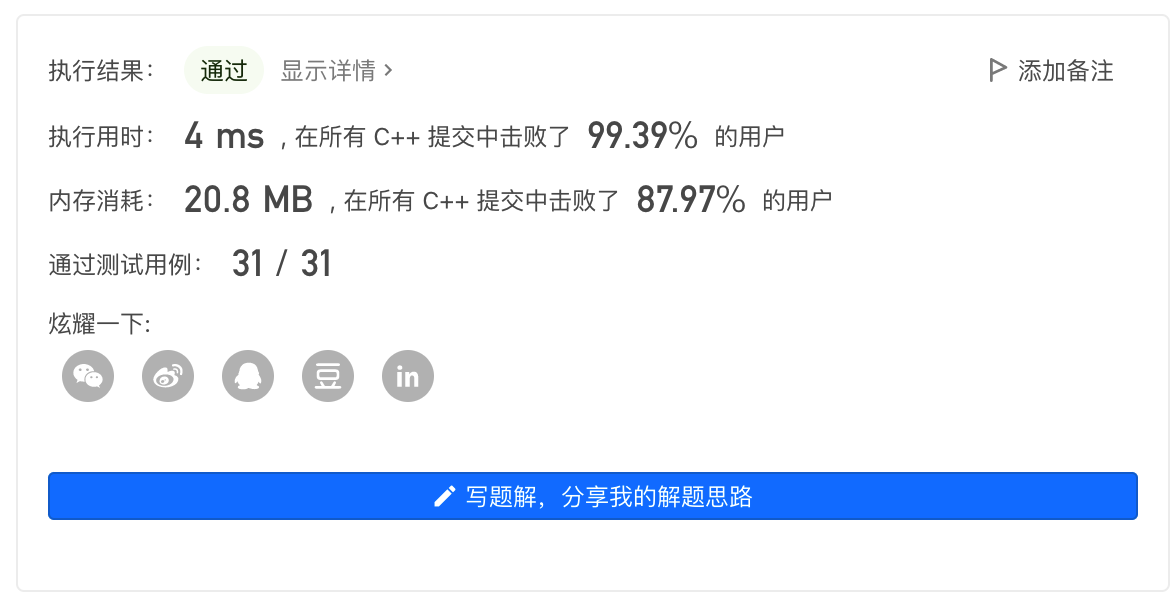 执行结果： 通过 显示详情 > 添加备注
执行用时： 4 ms , 在所有 C++ 提交中击败了 99.39% 的用户
内存消耗： 20.8 MB , 在所有 C++ 提交中击败了 87.97% 的用户
通过测试用例： 31 / 31
炫耀一下:
豆 in
写题解，分享我的解题思路